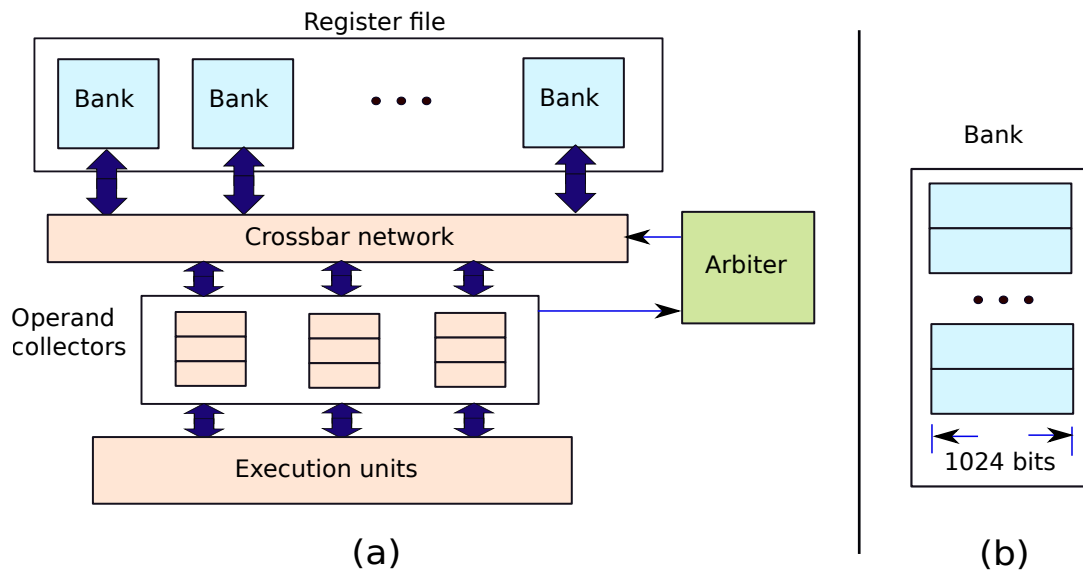 Register file
Bank
Bank
Bank
Crossbar network
Arbiter
Operand
collectors
Execution units
(a)
Bank
1024 bits
(b)